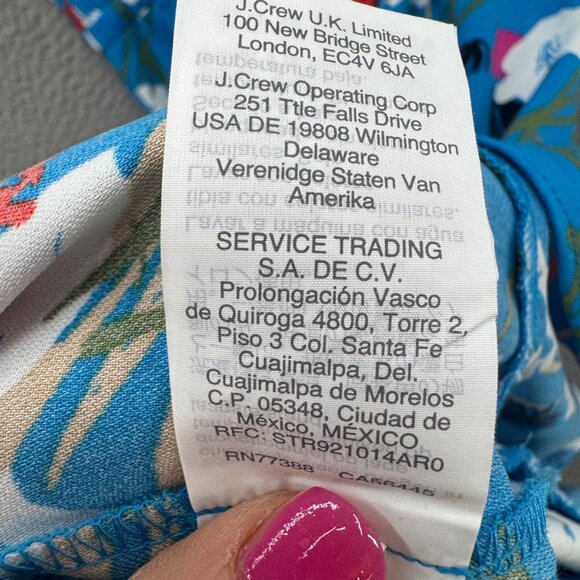 J.Crew U.K. Limited
100 New Bridge Street
London, EC4V 6JA
J.Crew Operating Corp
251 Ttle Falls Drive
USA DE 19808 Wilmington
Delaware
Verenidge Staten Van
Amerika
SERVICE TRADING
S.A. DE C.V.
Prolongación Vasco
de Quiroga 4800, Torre 2,
Piso 3 Col. Santa Fe
Cuajimalpa, Del.
Cuajimalpa de Morelos
C.P. 05348, Ciudad de
México, MÉXICO
RFC: STR921014AR0
RN77388 CA56445